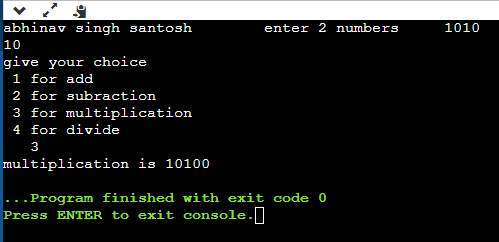 abhinav singh santosh enter 2 numbers 1010
10
give your choice
1 for add
2 for subraction
3 for multiplication
4 for divide
3
multiplication is 10100
...Program finished with exit code 0
Press ENTER to exit console.